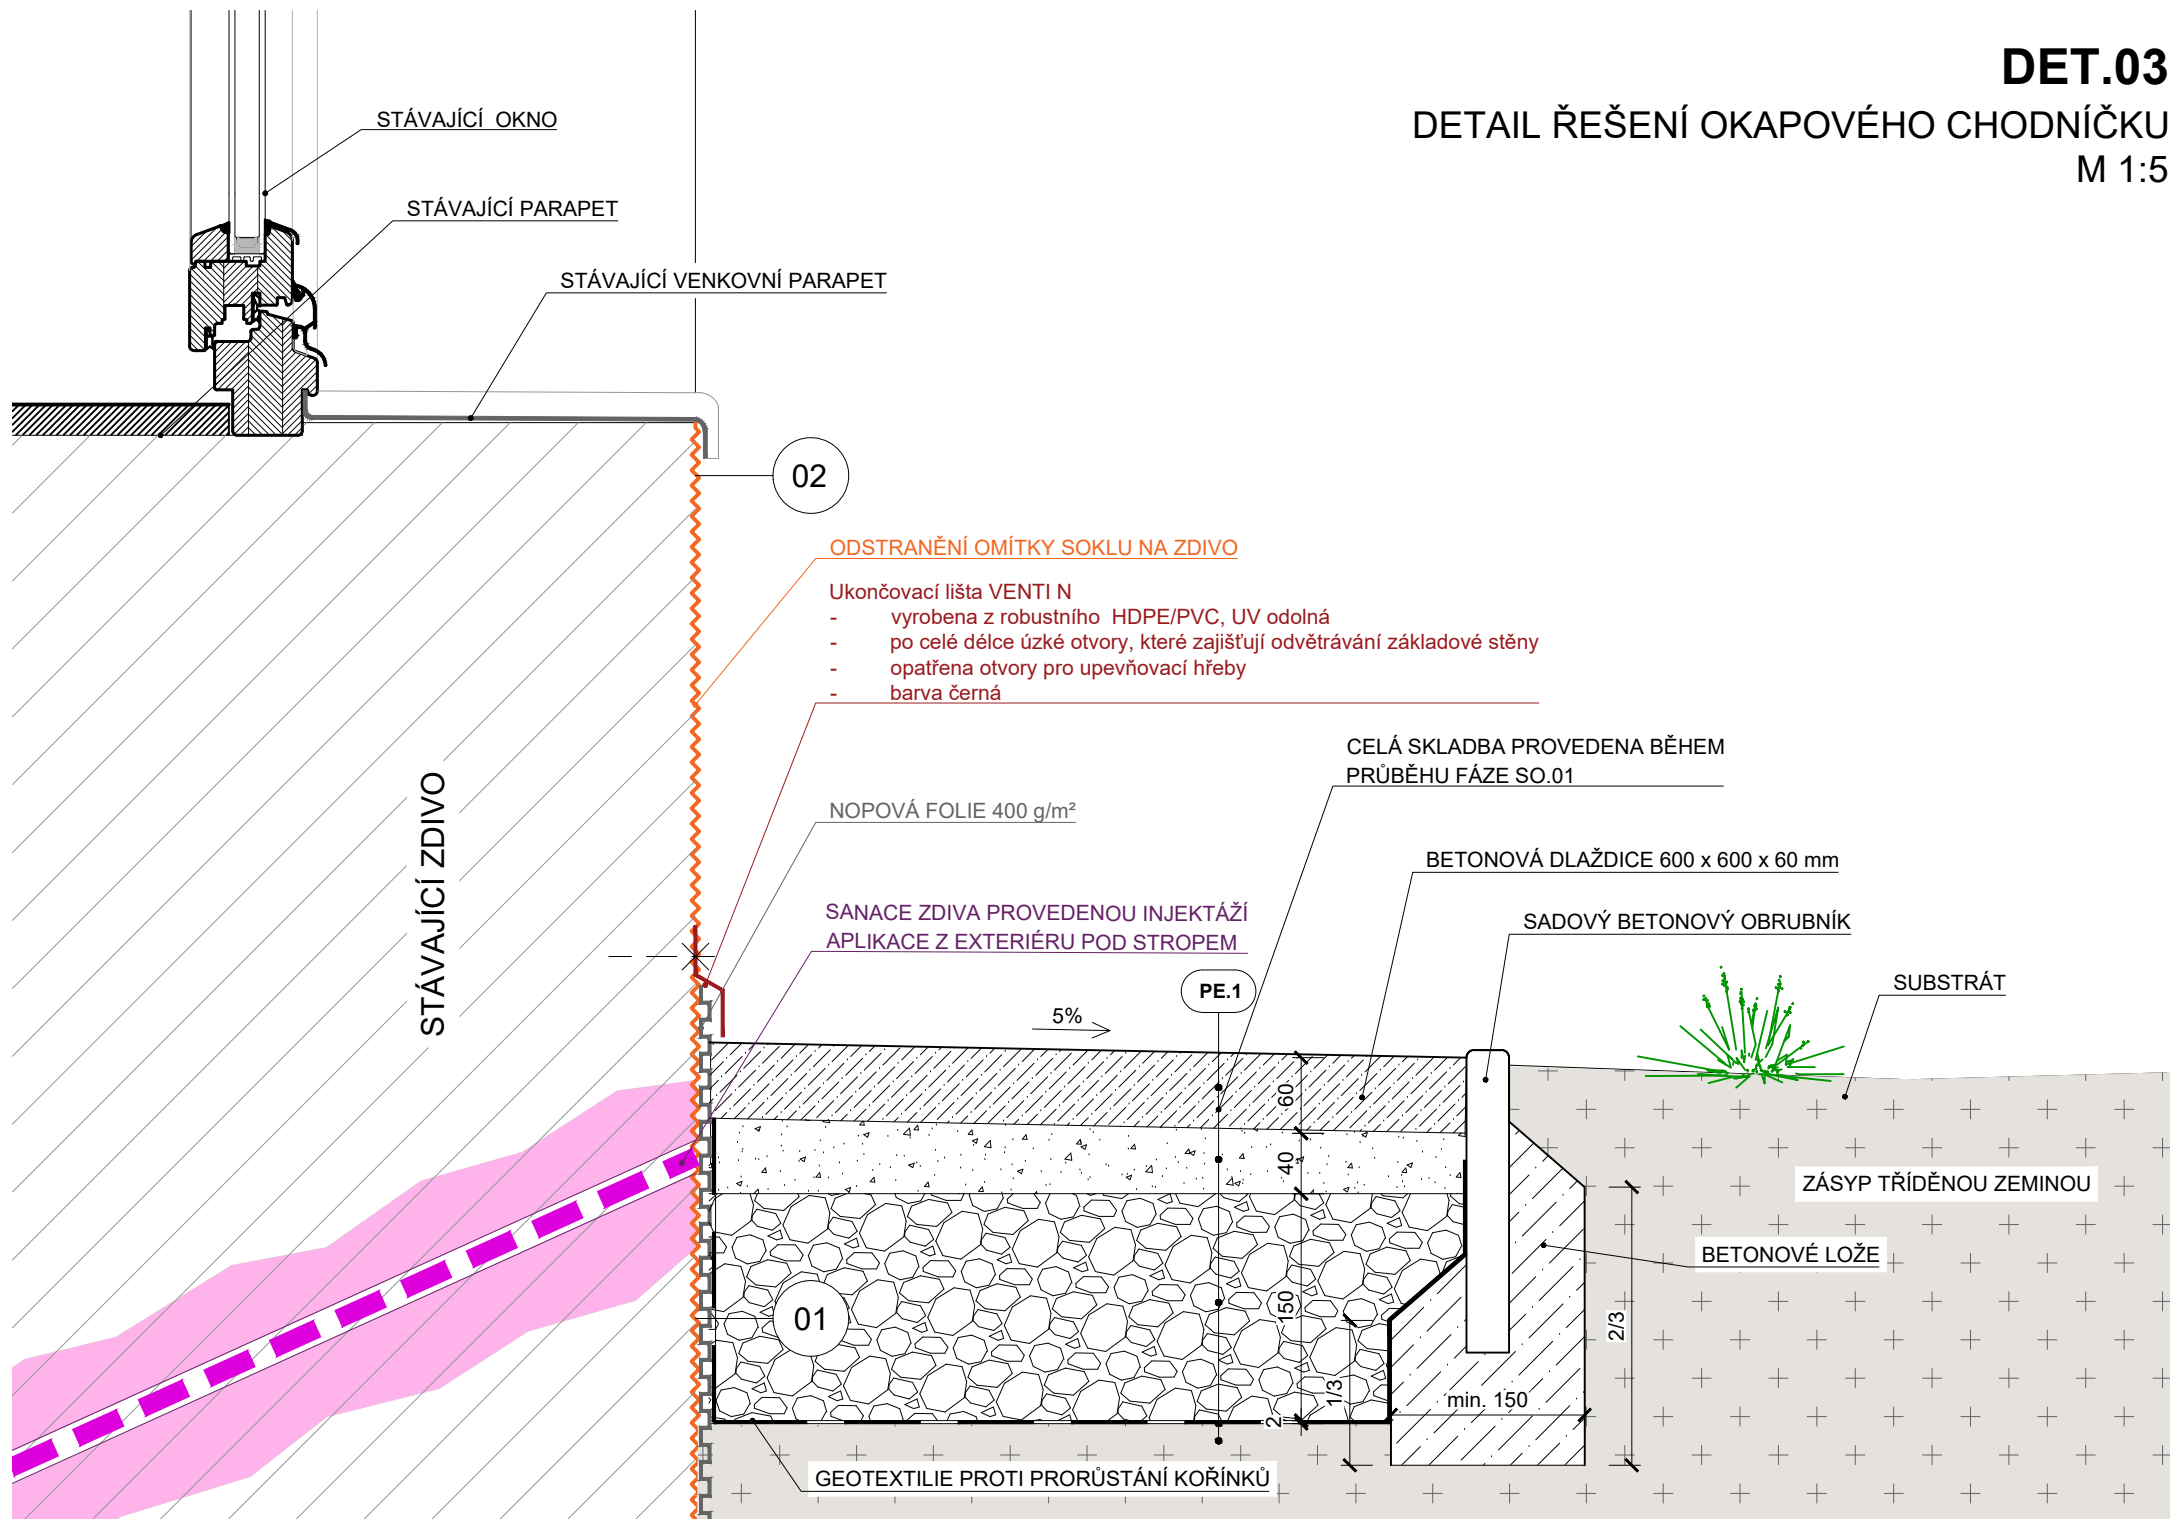 DET.03
DETAIL ŘEŠENÍ OKAPOVÉHO CHODNÍČKU
M 1:5
STÁVAJÍCÍ OKNO
STÁVAJÍCÍ PARAPET
STÁVAJÍCÍ VENKOVNÍ PARAPET
02
ODSTRANĚNÍ OMÍTKY SOKLU NA ZDIVO
Ukončovací lišta VENTI N
- vyrobena z robustního HDPE/PVC, UV odolná
- po celé délce úzké otvory, které zajišťují odvětrávání základové stěny
- opatřena otvory pro upevňovací hřeby
- barva černá
CELÁ SKLADBA PROVEDENA BĚHEM
PRŮBĚHU FÁZE SO.01
NOPOVÁ FOLIE 400 g/m²
STÁVAJÍCÍ ZDIVO
BETONOVÁ DLAŽDICE 600 x 600 x 60 mm
SANACE ZDIVA PROVEDENOU INJEKTÁŽÍ
APLIKACE Z EXTERIÉRU POD STROPEM
SADOVÝ BETONOVÝ OBRUBNÍK
SUBSTRÁT
PE.1
5%
60
40
ZÁSYP TŘÍDĚNOU ZEMINOU
BETONOVÉ LOŽE
150
01
2/3
1/3
min. 150
2
GEOTEXTILIE PROTI PRORŮSTÁNÍ KOŘÍNKŮ